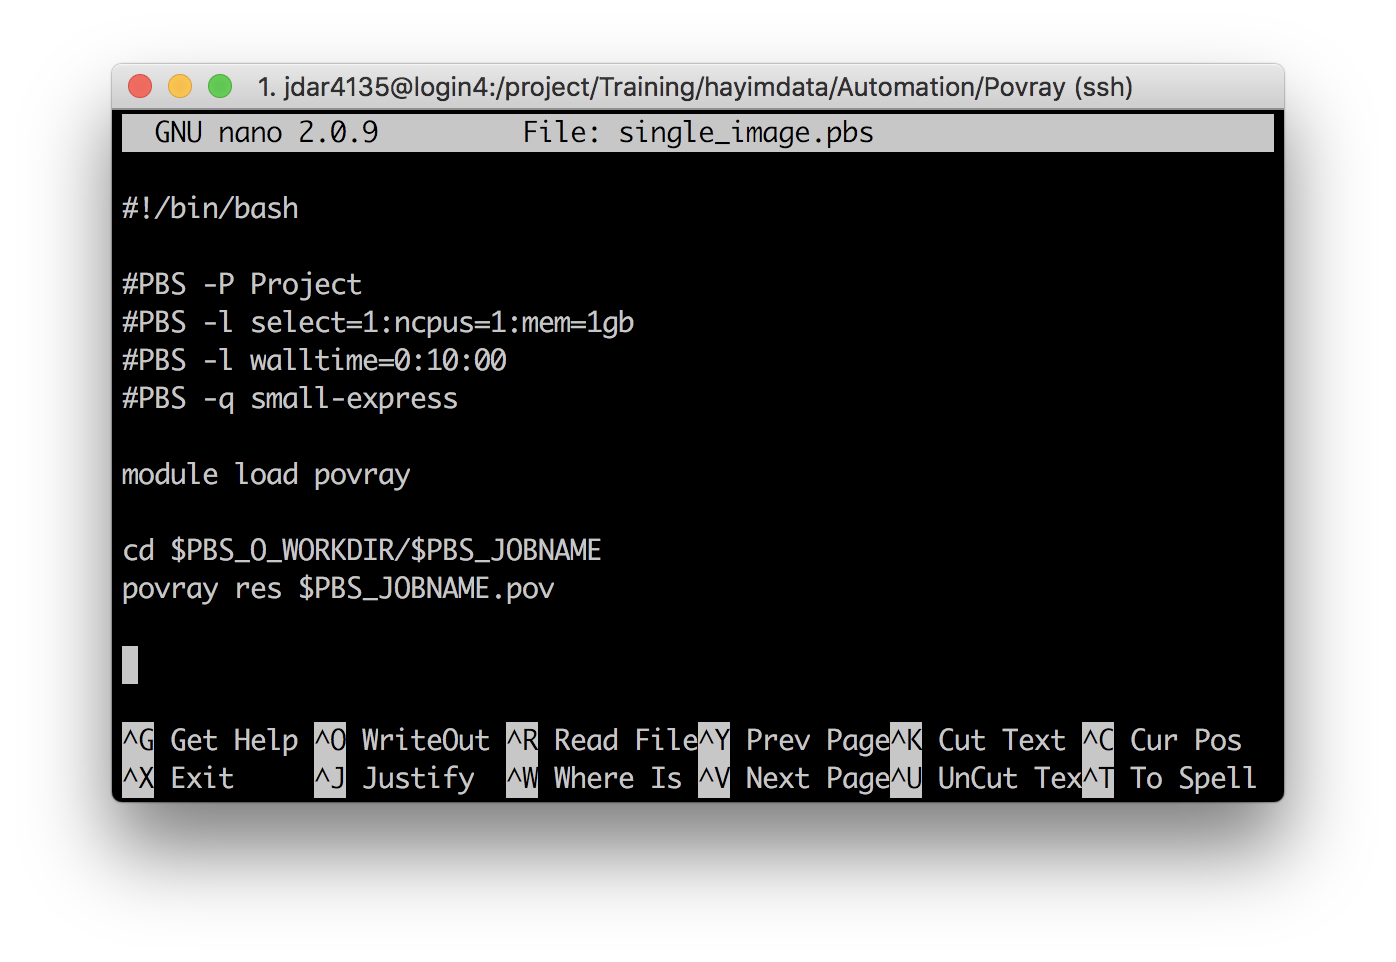 1. jdar4135@login4:/project/Training/hayimdata/Automation/Povray (ssh)
GNU nano 2.0.9 File: single_image.pbs
#!/bin/bash
#PBS -P Project
#PBS -l select=1:ncpus=1:mem=1gb
#PBS -l walltime=0:10:00
#PBS -q small-express
module load povray
cd $PBS_O_WORKDIR/$PBS_JOBNAME
povray res $PBS_JOBNAME.pov
^G Get Help ^O WriteOut ^R Read File^Y Prev Page^K Cut Text ^C Cur Pos
^X Exit ^J Justify ^W Where Is ^V Next Page^U UnCut Tex^T To Spell